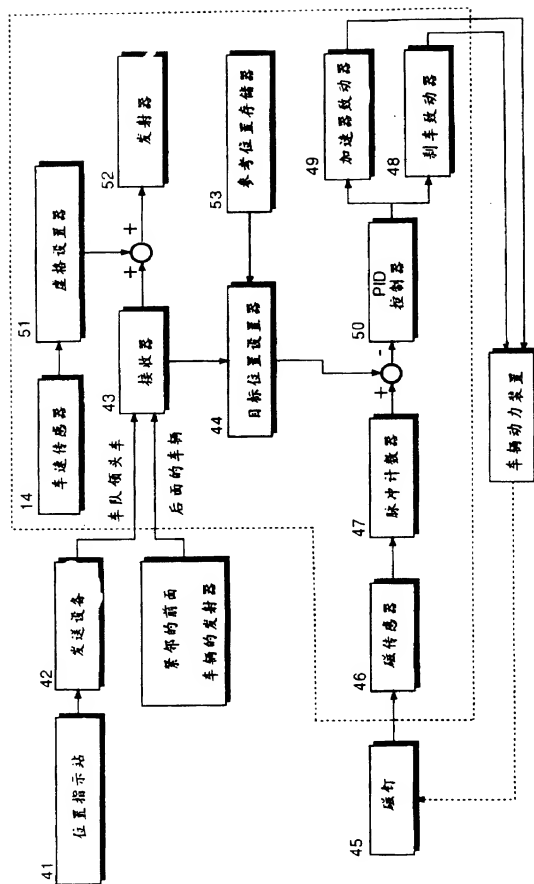 41
位置指示站
42
发送设备
车队领头车
后面的车辆
紧邻的前面
车辆的发射器
14
车速传感器
51
虚格设置器
43
接收器
+
+
52
发射器
44
目标位置设置器
53
参考位置存储器
45
磁钉
46
磁传感器
47
脉冲计数器
+
-
50
PID
控制器
49
加速器致动器
48
刹车致动器
车辆动力装置